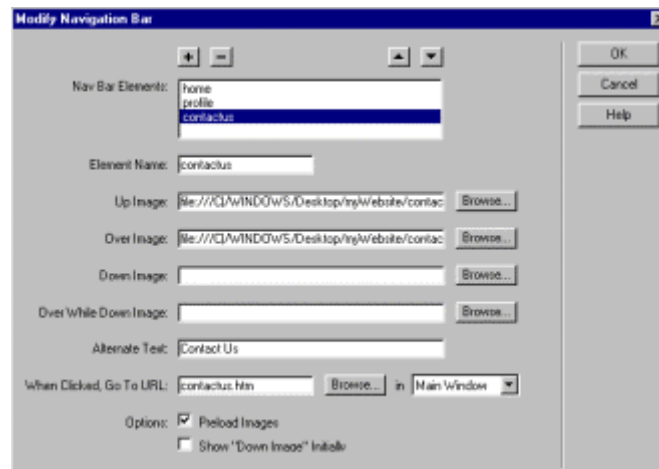 Modify Navigation Bar
+ −
OK
Nav Bar Elements: home
profile
contactus
Cancel
Help
Element Name: contactus
Up Image: file:///C|/WINDOWS/Desktop/myWebsite/contac Browse...
Over Image: file:///C|/WINDOWS/Desktop/myWebsite/contac Browse...
Down Image: Browse...
Over While Down Image: Browse...
Alternate Text: Contact Us
When Clicked, Go To URL: contactus.htm Browse... in Main Window
Options: Preload Images
Show "Down Image" Initially